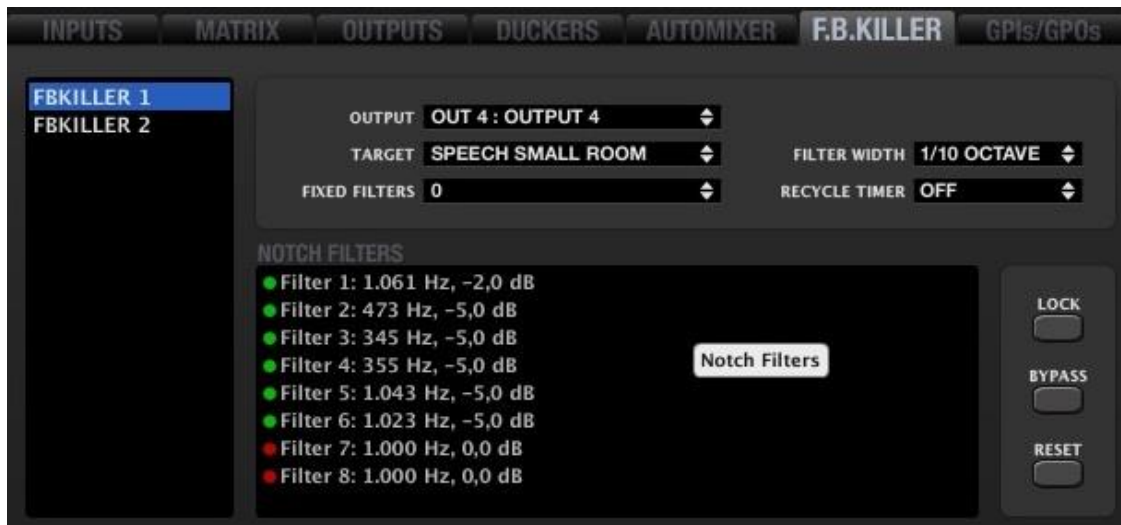 INPUTS MATRIX OUTPUTS DUCKERS AUTOMIXER F.B.KILLER GPIs/GPOs
FBKILLER 1
FBKILLER 2
OUTPUT OUT 4 : OUTPUT 4
TARGET SPEECH SMALL ROOM FILTER WIDTH 1/10 OCTAVE
FIXED FILTERS 0 RECYCLE TIMER OFF
NOTCH FILTERS
Filter 1: 1.061 Hz, -2,0 dB
Filter 2: 473 Hz, -5,0 dB
Filter 3: 345 Hz, -5,0 dB
Filter 4: 355 Hz, -5,0 dB
Filter 5: 1.043 Hz, -5,0 dB
Filter 6: 1.023 Hz, -5,0 dB
Filter 7: 1.000 Hz, 0,0 dB
Filter 8: 1.000 Hz, 0,0 dB
Notch Filters
LOCK
BYPASS
RESET